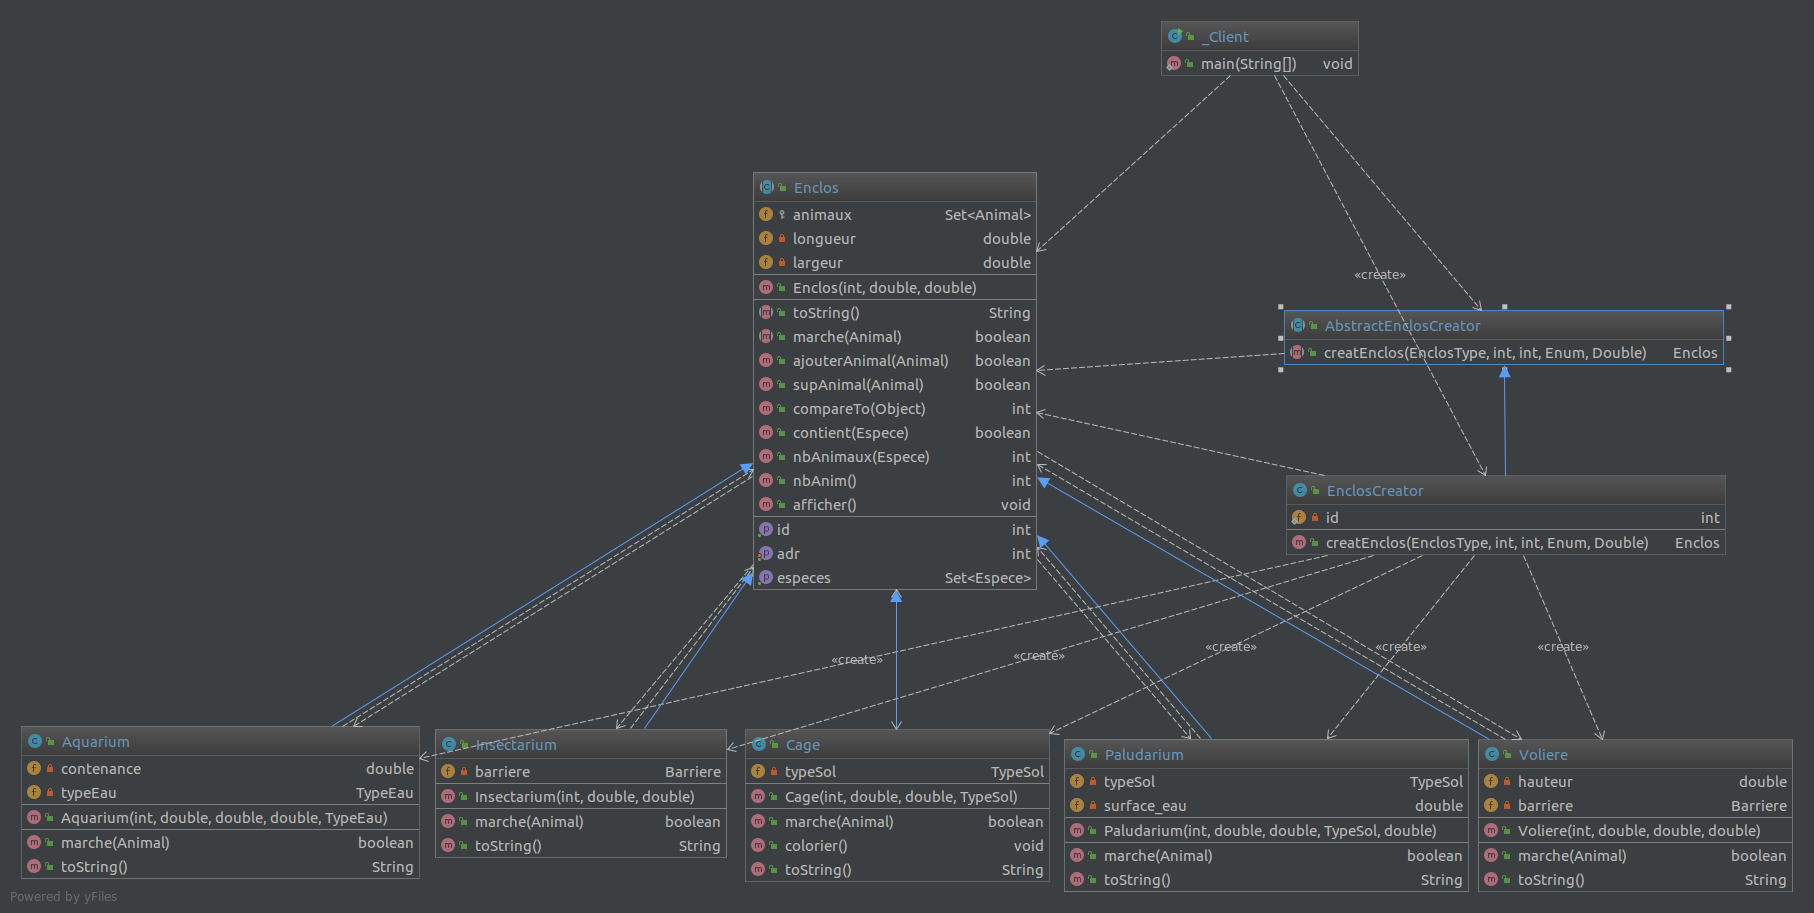 _Client
main(String[]) void
Enclos
animaux Set<Animal>
longueur double
largeur double
Enclos(int, double, double)
toString() String
marche(Animal) boolean
ajouterAnimal(Animal) boolean
supAnimal(Animal) boolean
compareTo(Object) int
contient(Espece) boolean
nbAnimaux(Espece) int
nbAnim() int
afficher() void
id int
adr int
especes Set<Espece>
«create»
AbstractEnclosCreator
creatEnclos(EnclosType, int, int, Enum, Double) Enclos
EnclosCreator
id int
creatEnclos(EnclosType, int, int, Enum, Double) Enclos
«create»
«create»
«create»
«create»
«create»
Aquarium
contenance double
typeEau TypeEau
Aquarium(int, double, double, double, TypeEau)
marche(Animal) boolean
toString() String
Insectarium
barriere Barriere
Insectarium(int, double, double)
marche(Animal) boolean
toString() String
Cage
typeSol TypeSol
Cage(int, double, double, TypeSol)
marche(Animal) boolean
colorier() void
toString() String
Paludarium
typeSol TypeSol
surface_eau double
Paludarium(int, double, double, TypeSol, double)
marche(Animal) boolean
toString() String
Voliere
hauteur double
barriere Barriere
Voliere(int, double, double, double)
marche(Animal) boolean
toString() String
Powered by yFiles